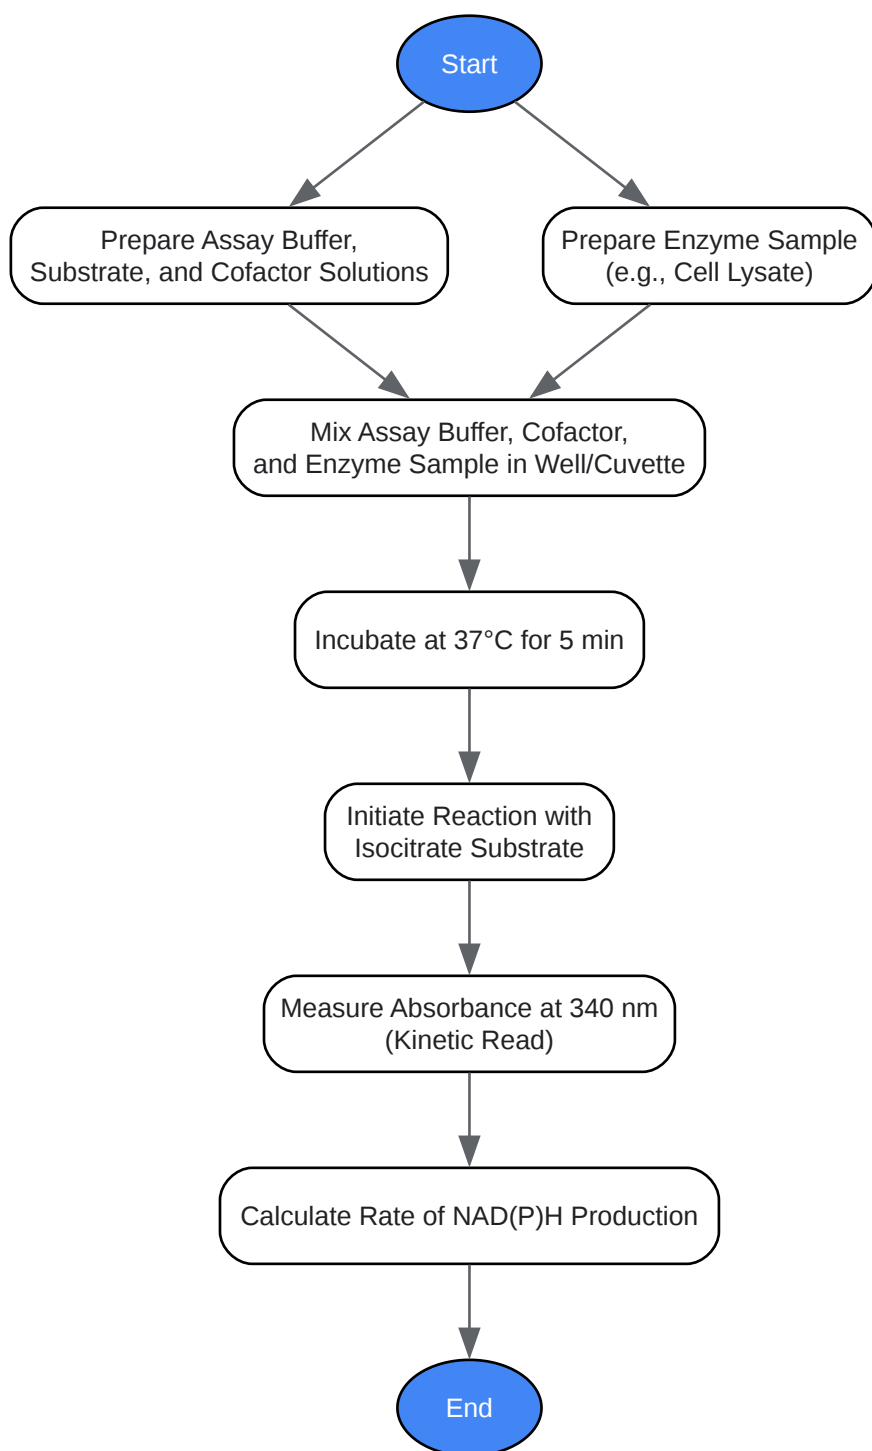 Start
Prepare Assay Buffer,
Substrate, and Cofactor Solutions
Prepare Enzyme Sample
(e.g., Cell Lysate)
Mix Assay Buffer, Cofactor,
and Enzyme Sample in Well/Cuvette
Incubate at 37°C for 5 min
Initiate Reaction with
Isocitrate Substrate
Measure Absorbance at 340 nm
(Kinetic Read)
Calculate Rate of NAD(P)H Production
End